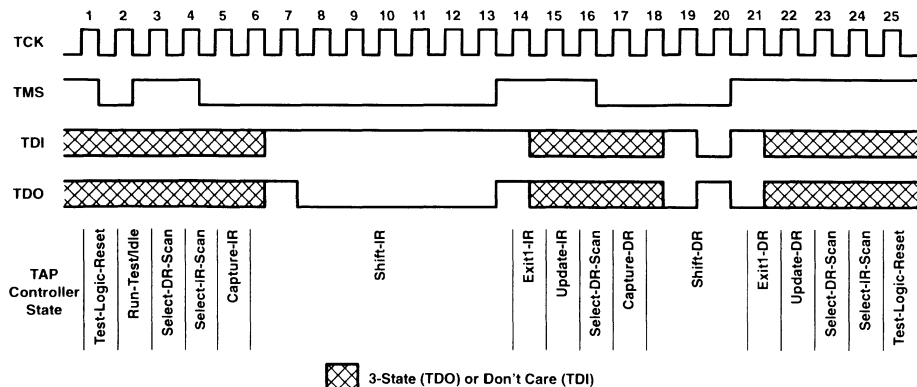 1 2 3 4 5 6 7 8 9 10 11 12 13 14 15 16 17 18 19 20 21 22 23 24 25
TCK
TMS
TDI
TDO
TAP
Controller
State
Test-Logic-Reset
Run-Test/Idle
Select-DR-Scan
Select-IR-Scan
Capture-IR
Shift-IR
Exit1-IR
Update-IR
Select-DR-Scan
Capture-DR
Shift-DR
Exit1-DR
Update-DR
Select-DR-Scan
Select-IR-Scan
Test-Logic-Reset
3-State (TDO) or Don't Care (TDI)